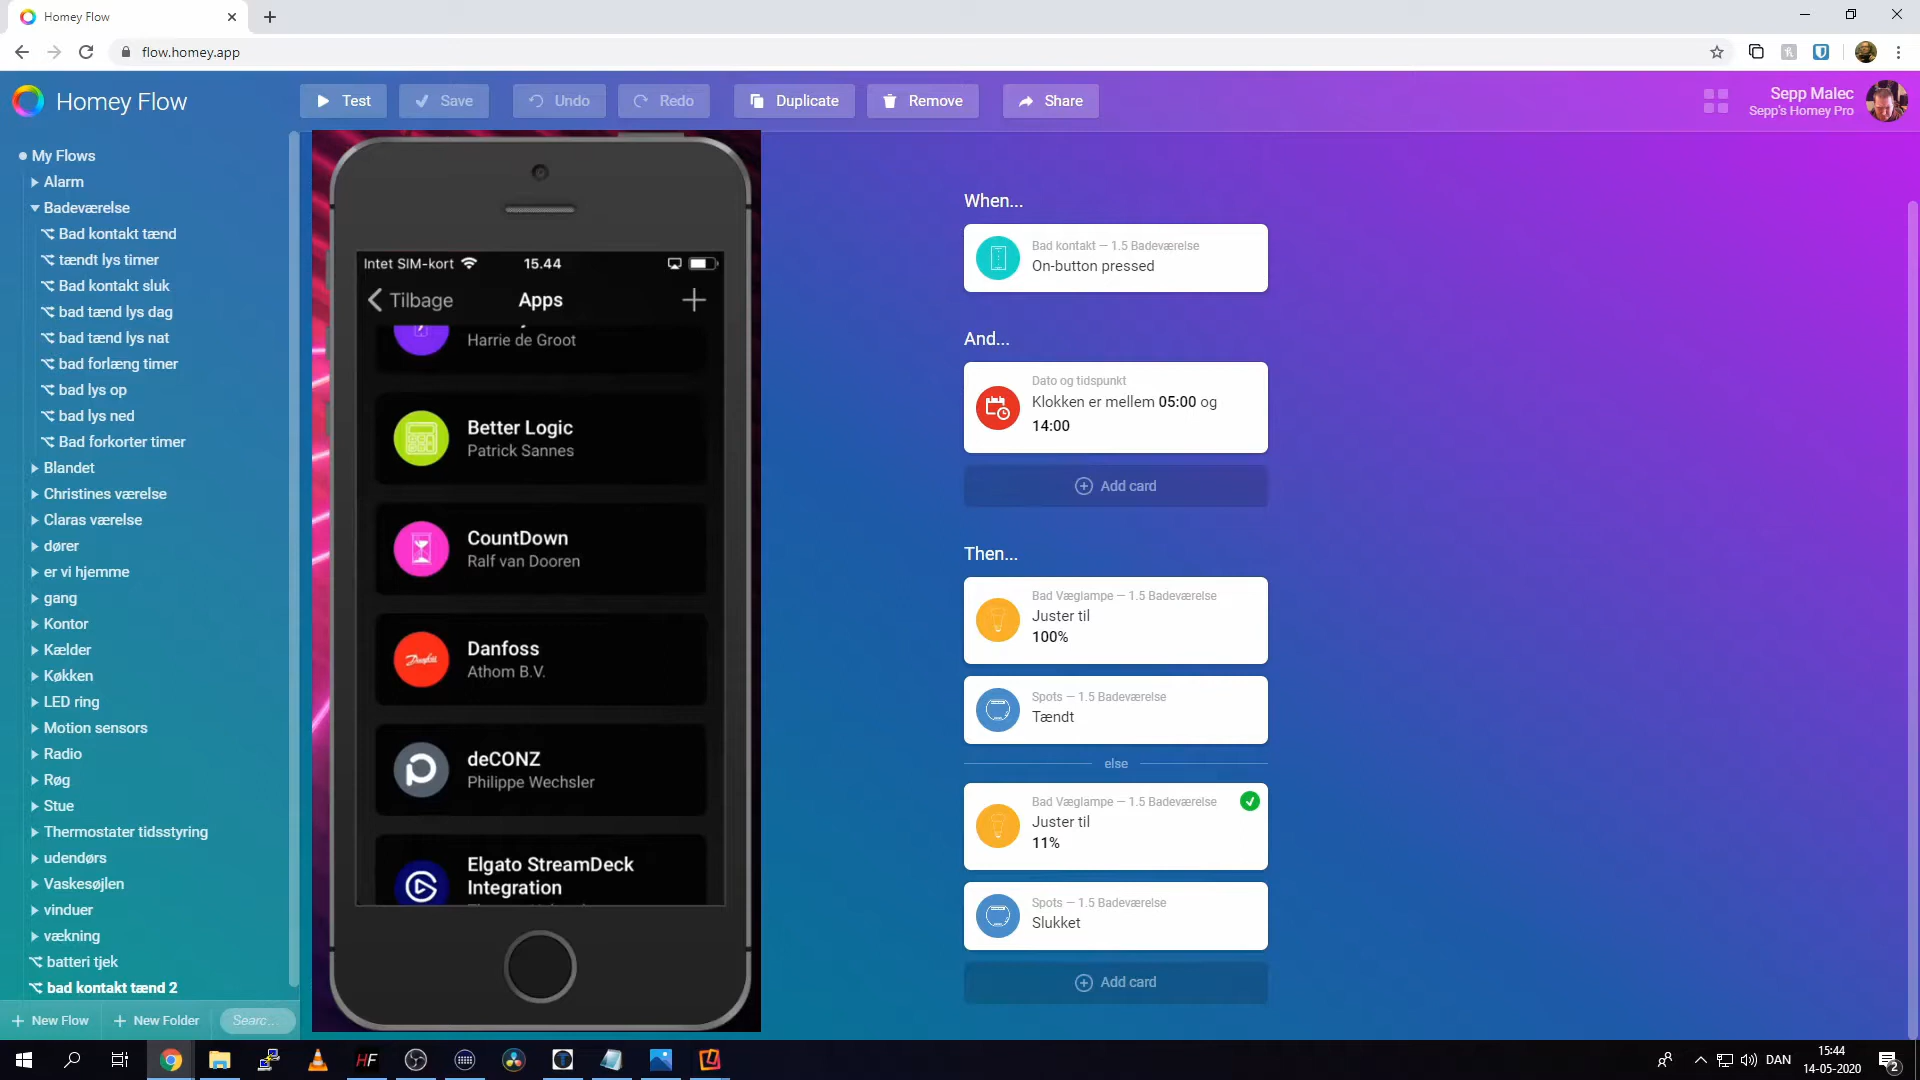 Homey Flow
flow.homey.app
Homey Flow
Test
Save
Undo
Redo
Duplicate
Remove
Share
Sepp Malec
Sepp's Homey Pro
My Flows
Alarm
Badeværelse
Bad kontakt tænd
tændt lys timer
Bad kontakt sluk
bad tænd lys dag
bad tænd lys nat
bad forlæng timer
bad lys op
bad lys ned
Bad forkorter timer
Blandet
Christines værelse
Claras værelse
dører
er vi hjemme
gang
Kontor
Kælder
Køkken
LED ring
Motion sensors
Radio
Røg
Stue
Thermostater tidsstyring
udendørs
Vaskesøjlen
vinduer
vækning
batteri tjek
bad kontakt tænd 2
New Flow
New Folder
Searc...
Intet SIM-kort
15.44
Tilbage
Apps
Harrie de Groot
Better Logic
Patrick Sannes
CountDown
Ralf van Dooren
Danfoss
Athom B.V.
deCONZ
Philippe Wechsler
Elgato StreamDeck
Integration
When...
Bad kontakt — 1.5 Badeværelse
On-button pressed
And...
Dato og tidspunkt
Klokken er mellem 05:00 og
14:00
Add card
Then...
Bad Væglampe — 1.5 Badeværelse
Juster til
100%
Spots — 1.5 Badeværelse
Tændt
else
Bad Væglampe — 1.5 Badeværelse
Juster til
11%
Spots — 1.5 Badeværelse
Slukket
Add card
HF
DAN
15:44
14-05-2020
2